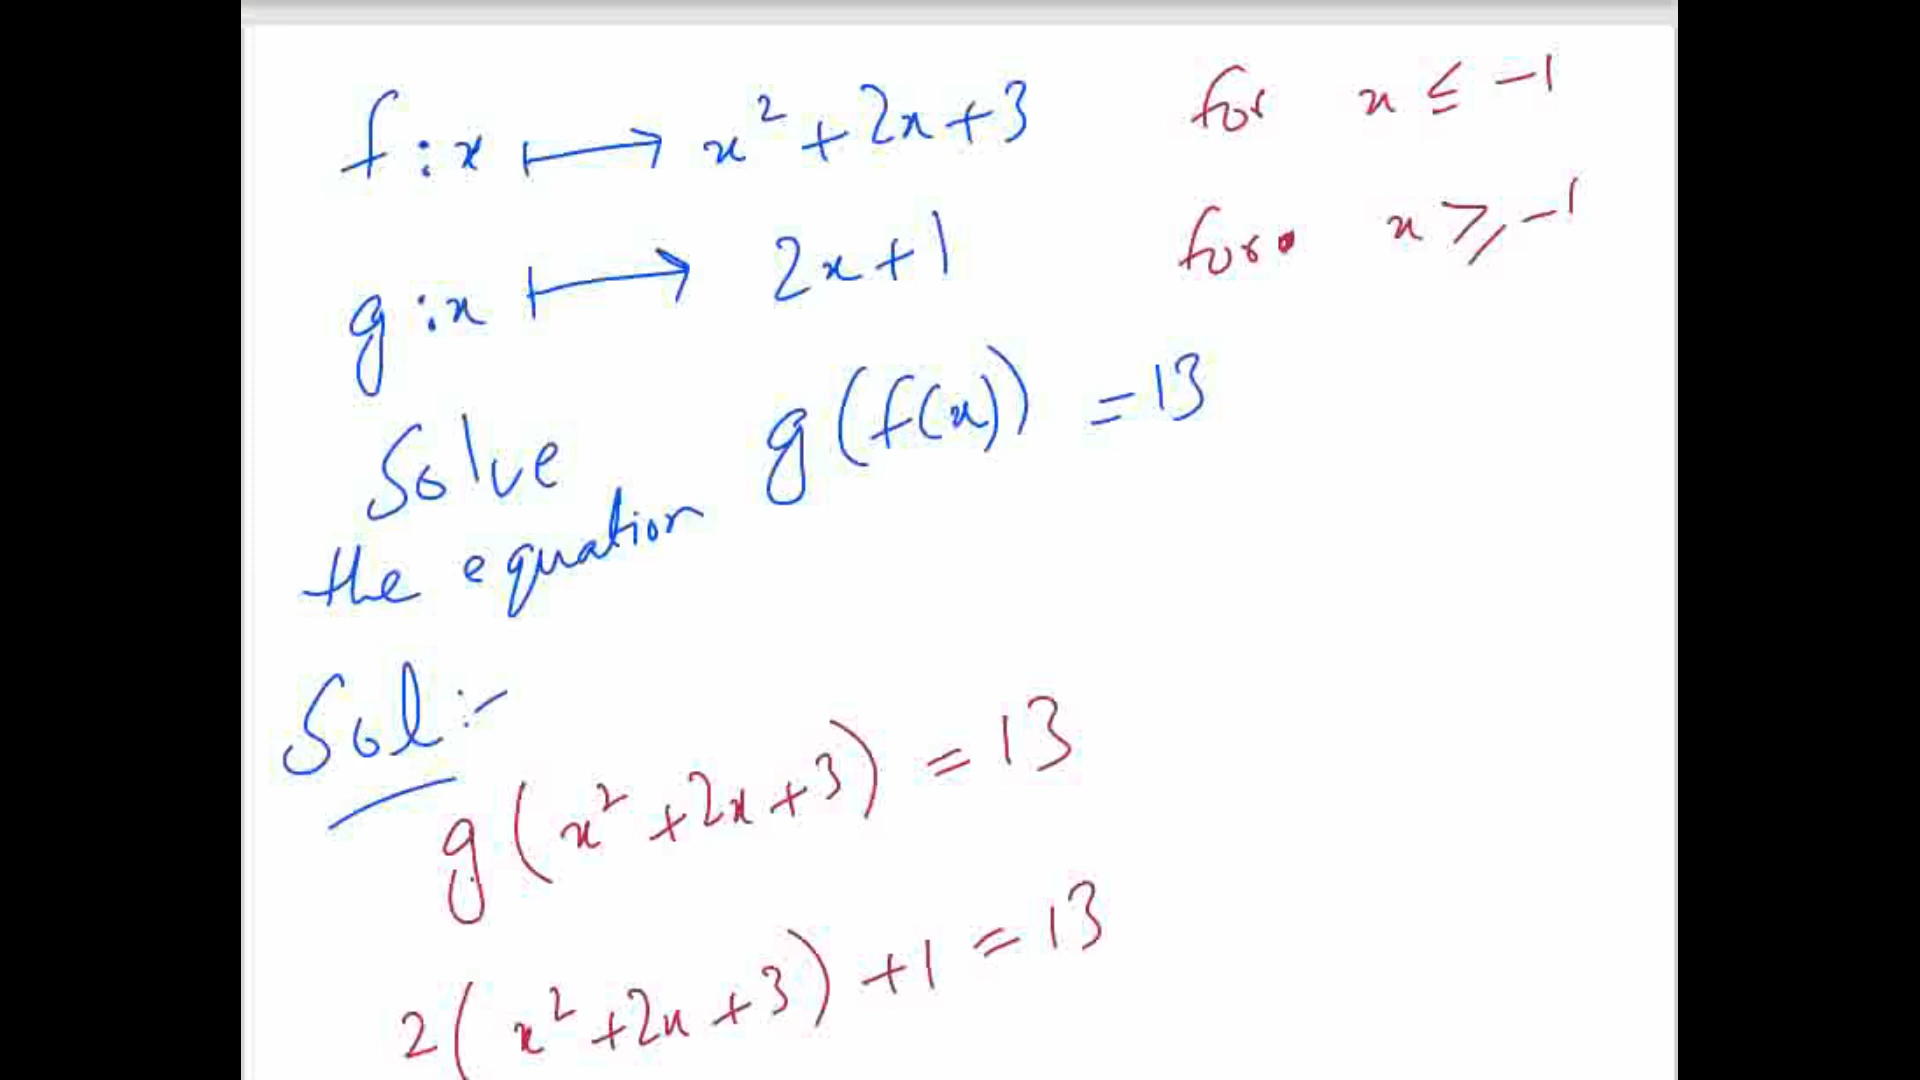 f : x ⟼ x² + 2x + 3 for x ≤ -1
g : x ⟼ 2x + 1 for x ⩾ -1
Solve g(f(x)) = 13
the equation
Sol :-
g(x² + 2x + 3) = 13
2(x² + 2x + 3) + 1 = 13